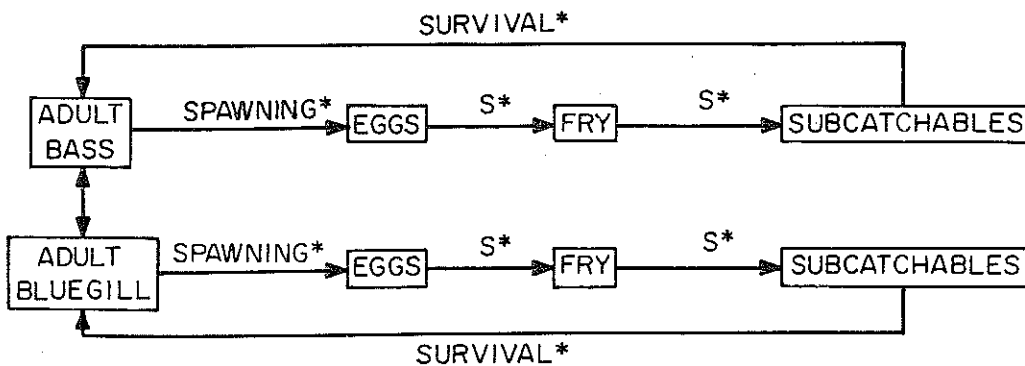 SURVIVAL*
ADULT
BASS
SPAWNING*
EGGS
S*
FRY
S*
SUBCATCHABLES
ADULT
BLUEGILL
SPAWNING*
EGGS
S*
FRY
S*
SUBCATCHABLES
SURVIVAL*